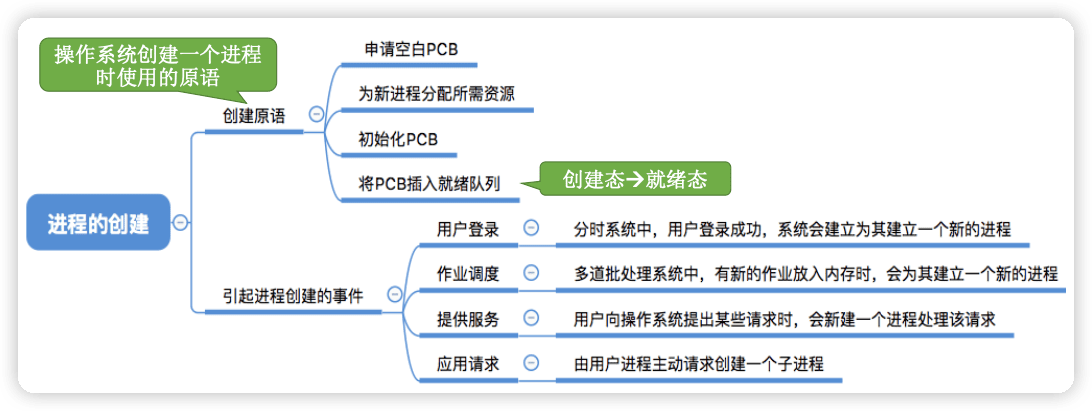 操作系统创建一个进程
时使用的原语
申请空白PCB
为新进程分配所需资源
创建原语
初始化PCB
将PCB插入就绪队列
创建态→就绪态
进程的创建
用户登录
分时系统中，用户登录成功，系统会建立为其建立一个新的进程
作业调度
多道批处理系统中，有新的作业放入内存时，会为其建立一个新的进程
引起进程创建的事件
提供服务
用户向操作系统提出某些请求时，会新建一个进程处理该请求
应用请求
由用户进程主动请求创建一个子进程